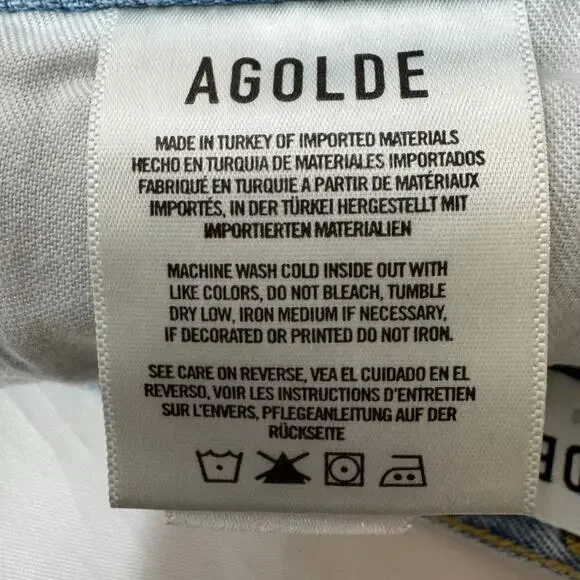 AGOLDE
MADE IN TURKEY OF IMPORTED MATERIALS
HECHO EN TURQUIA DE MATERIALES IMPORTADOS
FABRIQUÉ EN TURQUIE A PARTIR DE MATÉRIAUX
IMPORTÉS, IN DER TÜRKEI HERGESTELLT MIT
IMPORTIERTEN MATERIALIEN
MACHINE WASH COLD INSIDE OUT WITH
LIKE COLORS, DO NOT BLEACH, TUMBLE
DRY LOW, IRON MEDIUM IF NECESSARY,
IF DECORATED OR PRINTED DO NOT IRON.
SEE CARE ON REVERSE, VEA EL CUIDADO EN EL
REVERSO, VOIR LES INSTRUCTIONS D'ENTRETIEN
SUR L'ENVERS, PFLEGEANLEITUNG AUF DER
RÜCKSEITE